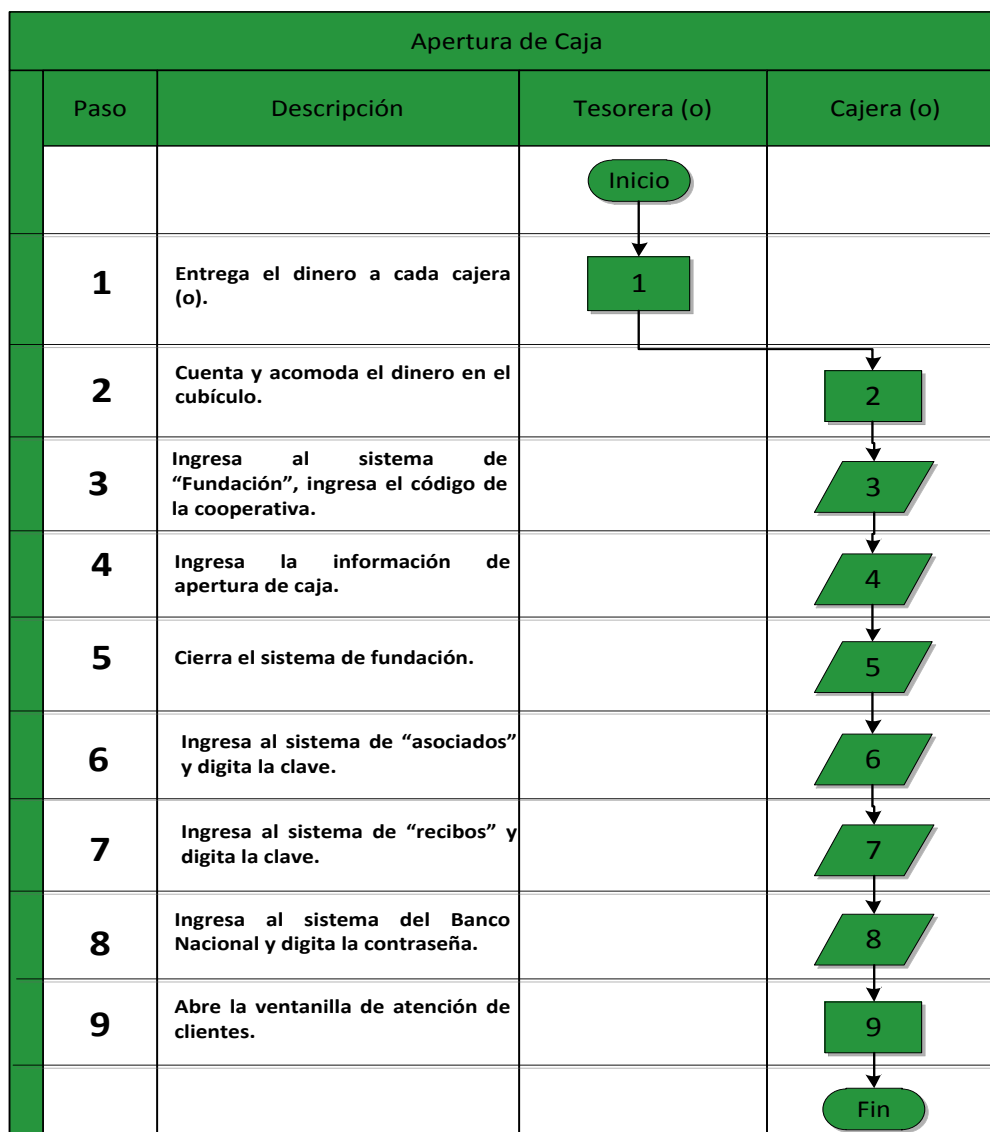 Apertura de Caja
Paso Descripción Tesorera (o) Cajera (o)
Inicio
1 Entrega el dinero a cada cajera
(o).
1
2 Cuenta y acomoda el dinero en el
cubículo.
2
3 Ingresa al sistema de
“Fundación”, ingresa el código de
la cooperativa.
3
4 Ingresa la información de
apertura de caja.
4
5 Cierra el sistema de fundación.
5
6 Ingresa al sistema de “asociados”
y digita la clave.
6
7 Ingresa al sistema de “recibos” y
digita la clave.
7
8 Ingresa al sistema del Banco
Nacional y digita la contraseña.
8
9 Abre la ventanilla de atención de
clientes.
9
Fin